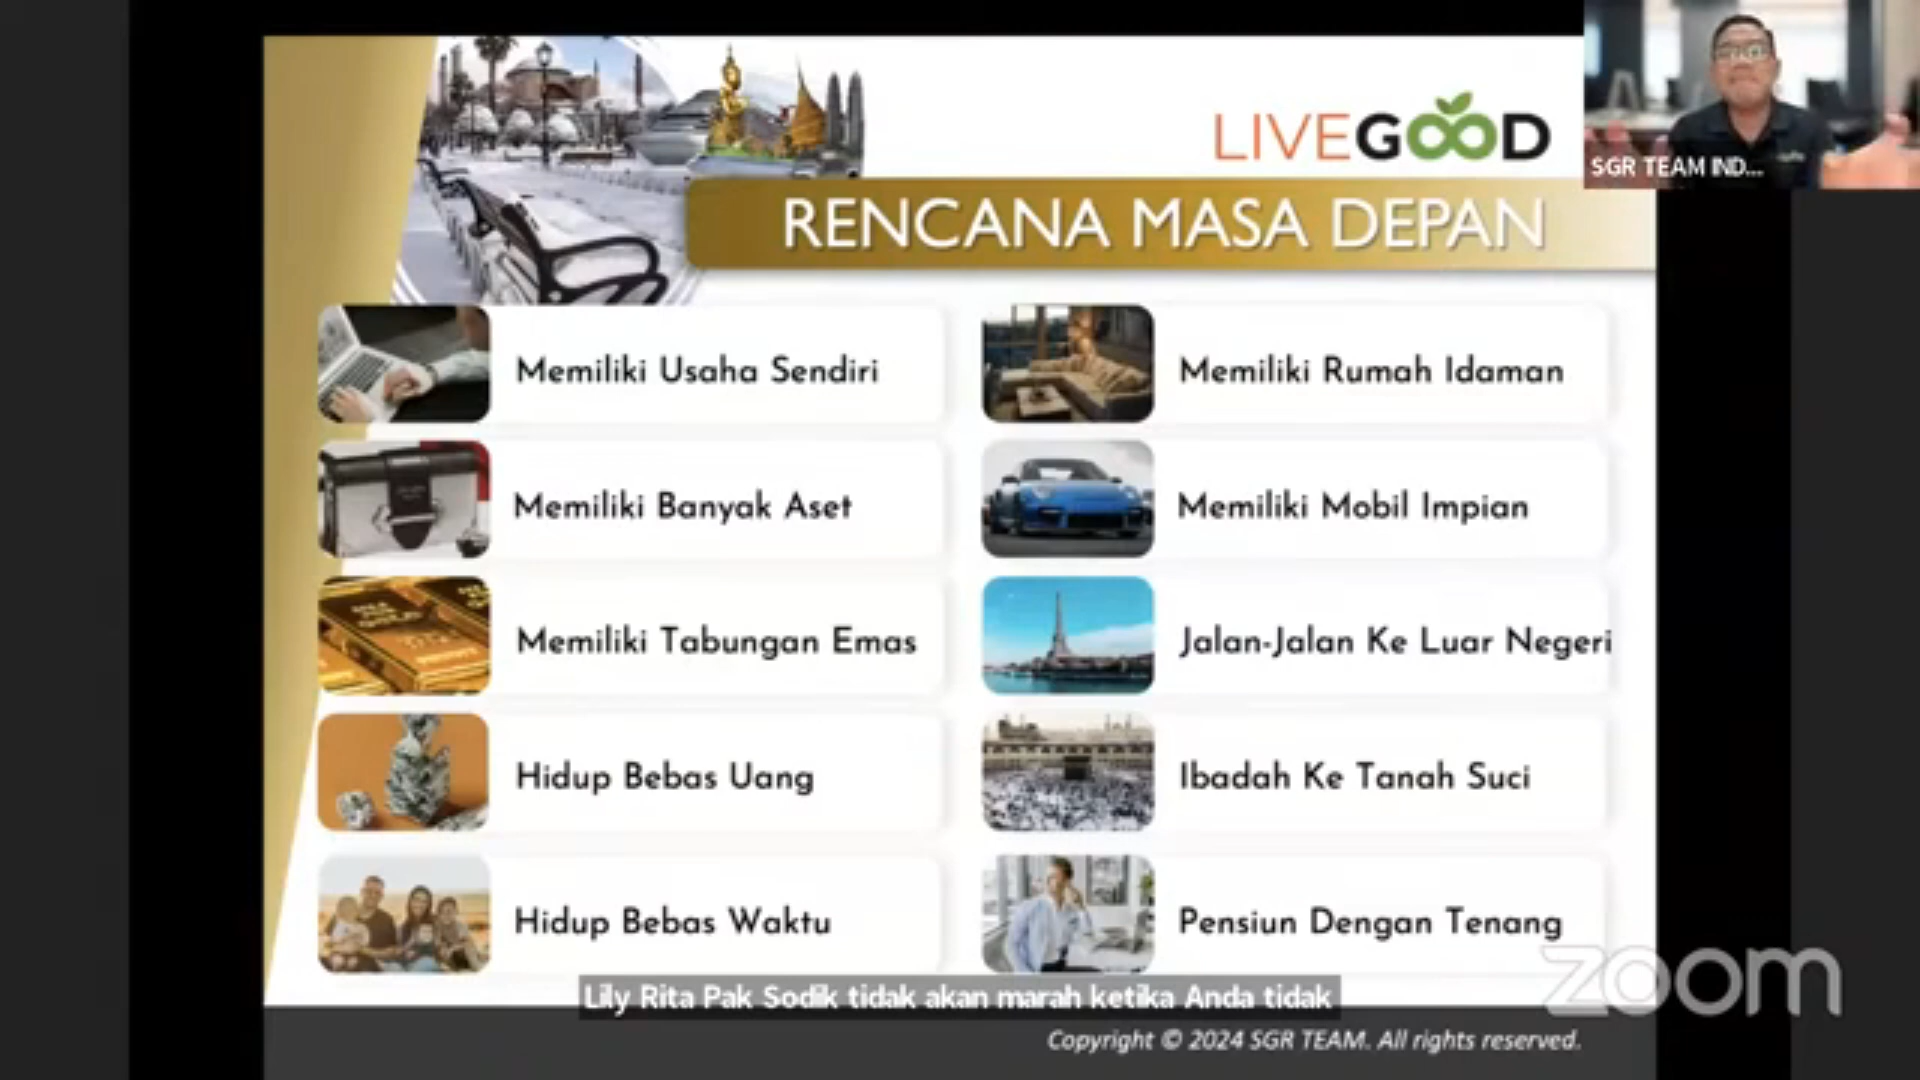 LIVEGOOD
SGR TEAM IND...
RENCANA MASA DEPAN
Memiliki Usaha Sendiri
Memiliki Rumah Idaman
Memiliki Banyak Aset
Memiliki Mobil Impian
Memiliki Tabungan Emas
Jalan-Jalan Ke Luar Negeri
Hidup Bebas Uang
Ibadah Ke Tanah Suci
Hidup Bebas Waktu
Pensiun Dengan Tenang
zoom
Lily Rita Pak Sodik tidak akan marah ketika Anda tidak
Copyright © 2024 SGR TEAM. All rights reserved.